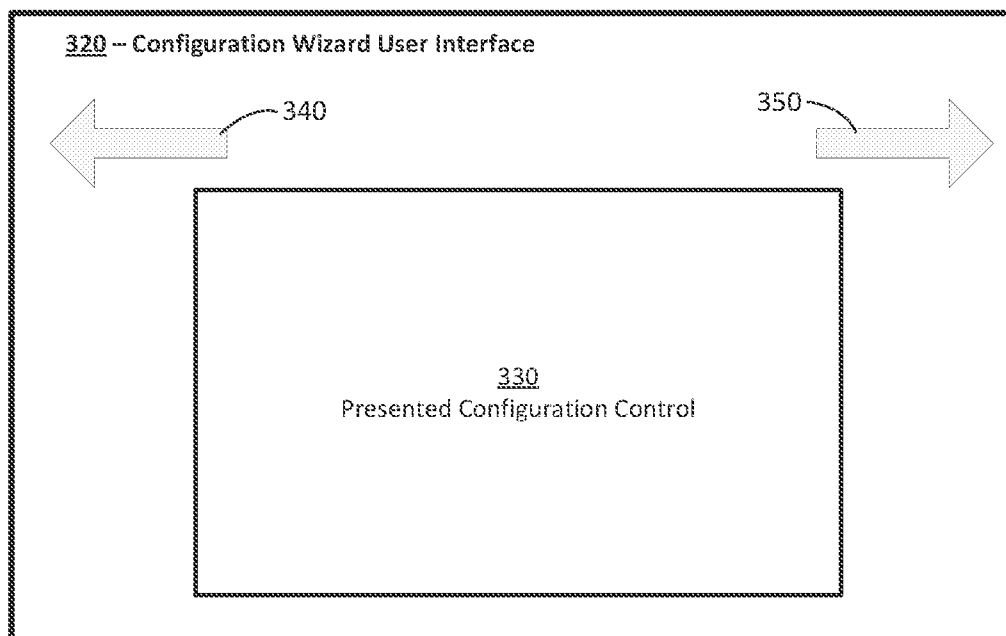 320 – Configuration Wizard User Interface
340
350
330
Presented Configuration Control